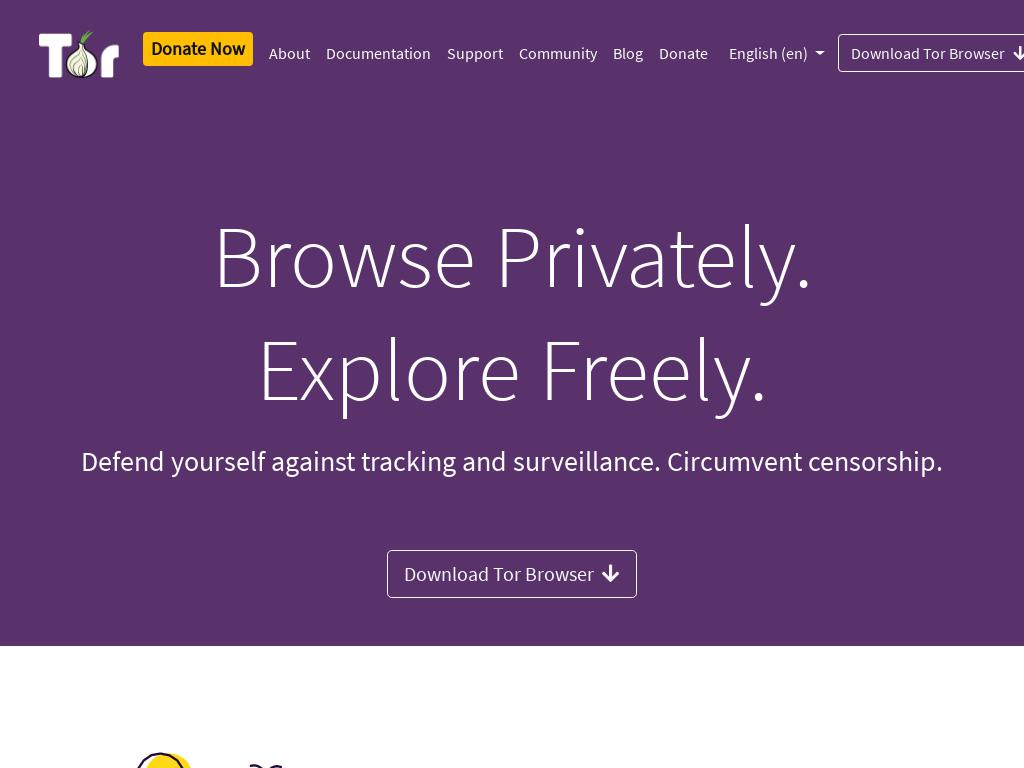 Tor
Donate Now
About
Documentation
Support
Community
Blog
Donate
English (en)
Download Tor Browser
Browse Privately.
Explore Freely.
Defend yourself against tracking and surveillance. Circumvent censorship.
Download Tor Browser